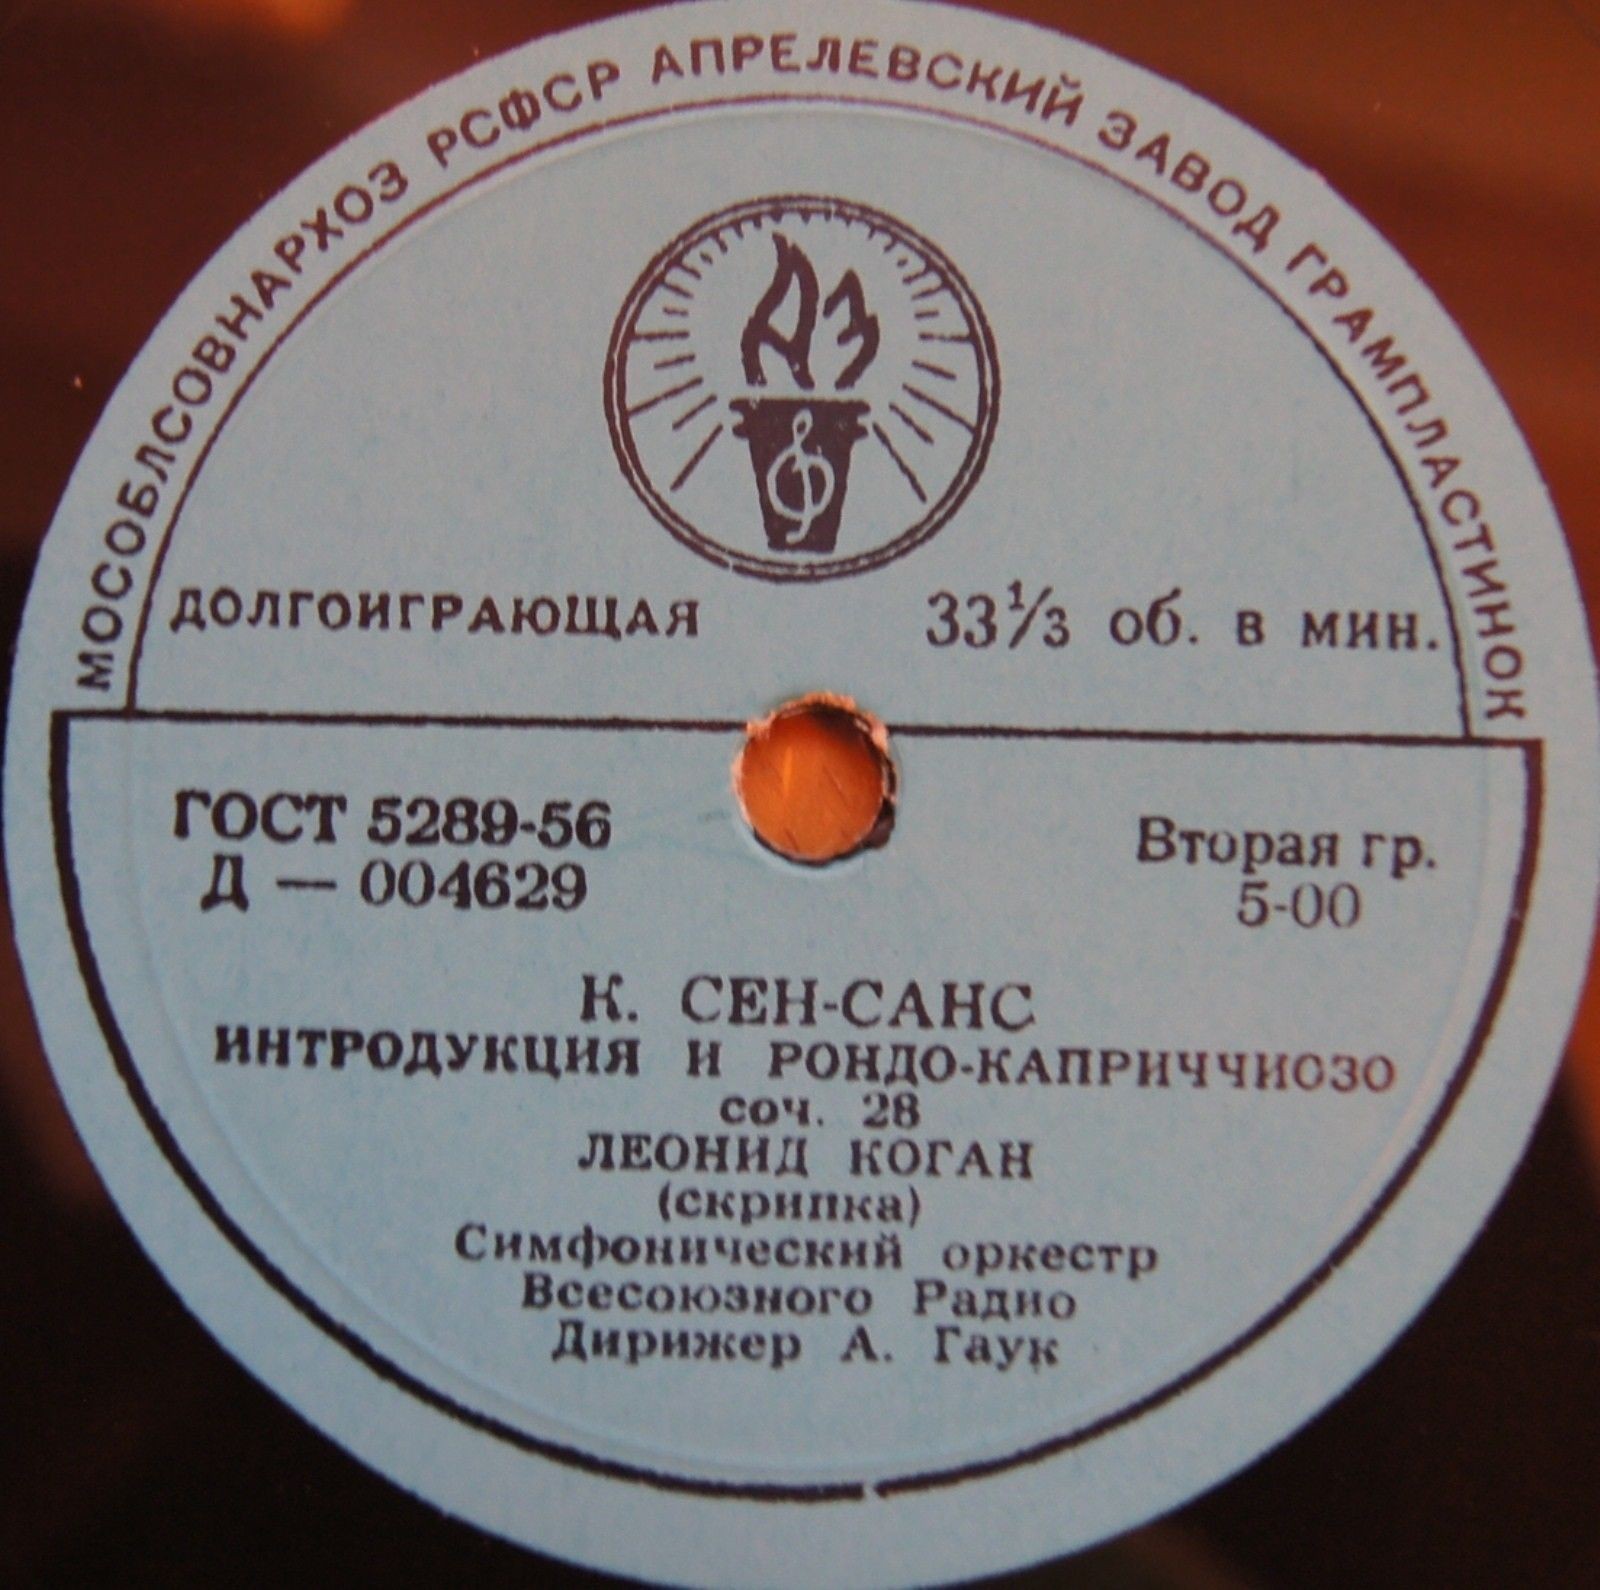 МОСОБЛСОВНАРХОЗ РСФСР АПРЕЛЕВСКИЙ ЗАВОД ГРАМПЛАСТИНОК
АЗ
ДОЛГОИГРАЮЩАЯ
33⅓ об. в мин.
ГОСТ 5289-56
Д — 004629
Вторая гр.
5-00
К. СЕН-САНС
ИНТРОДУКЦИЯ И РОНДО-КАПРИЧЧИОЗО
соч. 28
ЛЕОНИД КОГАН
(скрипка)
Симфонический оркестр
Всесоюзного Радио
Дирижер А. Гаук